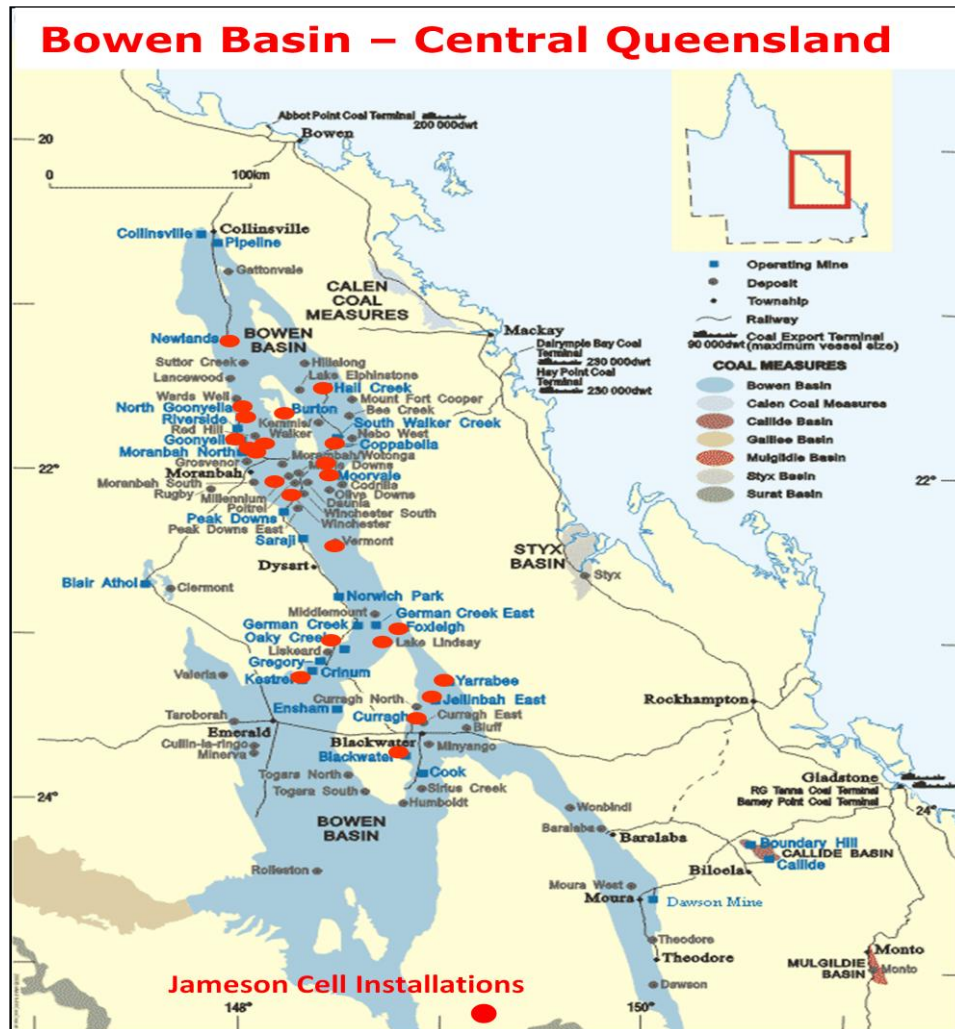 Bowen Basin – Central Queensland
Abbot Point Coal Terminal
200 000dwt
20
Bowen
0
100km
Collinsville
Collinsville
Pipeline
Gattonvale
CALEN
COAL
MEASURES
Operating Mine
Deposit
Township
Railway
Coal Export Terminal
90 000dwt (maximum vessel size)
COAL MEASURES
Bowen Basin
Calen Coal Measures
Callide Basin
Galilee Basin
Mulgildie Basin
Styx Basin
Surat Basin
Mackay
Dalrymple Bay Coal
Terminal
230 000dwt
Hay Point Coal
Terminal
230 000dwt
Newlands
BOWEN
BASIN
Suttor Creek
Hillalong
Lancewood
Lake Elphinstone
Hail Creek
Wards Well
Mount Fort Cooper
North Goonyella
Burton
Bee Creek
Riverside
Kemmis/
Walker
South Walker Creek
Red Hill
Nebo West
Goonyell
Coppabella
Moranbah North
Moranbah/Wotonga
Grosvenor
Downs
Moranbah
Moorvale
Moranbah South
Codrilla
Rugby
Millennium
Olive Downs
Poitrel
Daunia
Peak Downs
Winchester South
Peak Downs East
Winchester
Saraji
Vermont
Dysart
STYX
BASIN
Styx
Blair Athol
Clermont
Norwich Park
Middlemount
German Creek East
German Creek
Foxleigh
Oaky Creek
Lake Lindsay
Liskeard
Gregory
Crinum
Valeria
Kestre
Yarrabee
Curragh North
Jellinbah East
Ensham
Curragh
Curragh East
Rockhampton
Taroborah
Bluff
Emerald
Blackwater
Minyango
Cullin-la-ringo
Minerva
Blackwater
Togara North
Cook
Togara South
Sirius Creek
Humboldt
Gladstone
RG Tanna Coal Terminal
Barney Point Coal Terminal
22°
22°
24°
24°
BOWEN
BASIN
Wonbindi
Baralaba
Baralaba
Boundary Hill
CALLIDE BASIN
Callide
Biloela
Rolleston
Moura West
Moura
Dawson Mine
Theodore
Theodore
Monto
MULGILDIE
BASIN
Monto
Dawson
Jameson Cell Installations
148°
150°